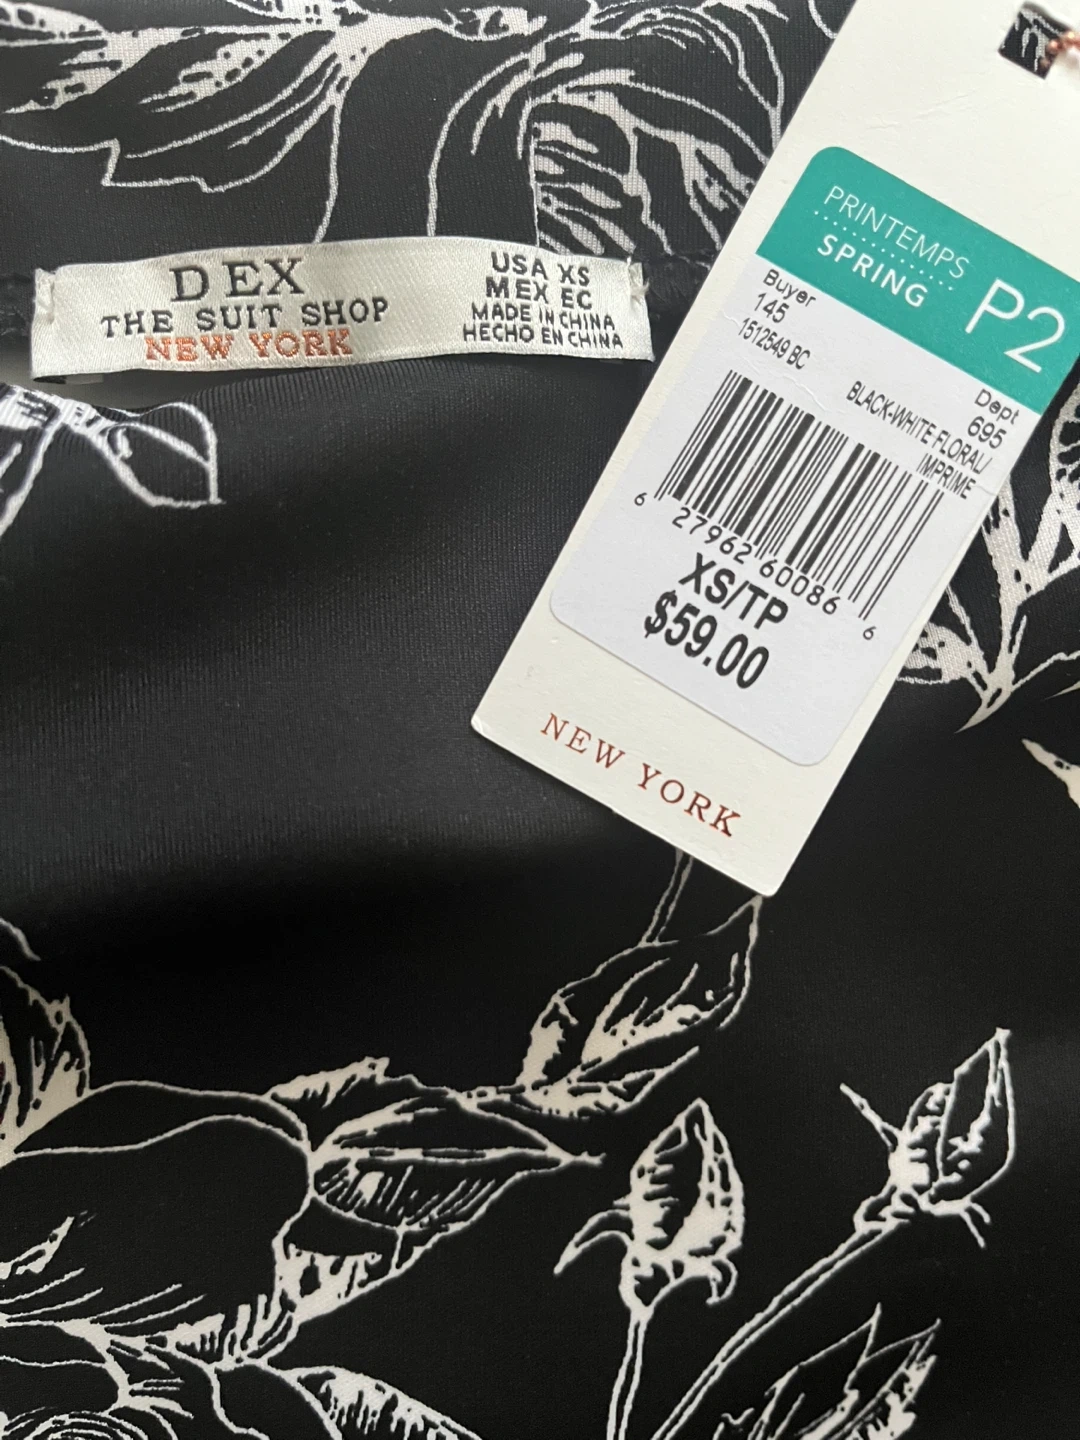 DEX
THE SUIT SHOP
NEW YORK
USA XS
MEX EC
MADE IN CHINA
HECHO EN CHINA
PRINTEMPS
SPRING
P2
Buyer
145
1512549 BC
Dept
695
BLACK-WHITE FLORAL/
IMPRIME
6 27962 60086 6
XS/TP
$59.00
NEW YORK